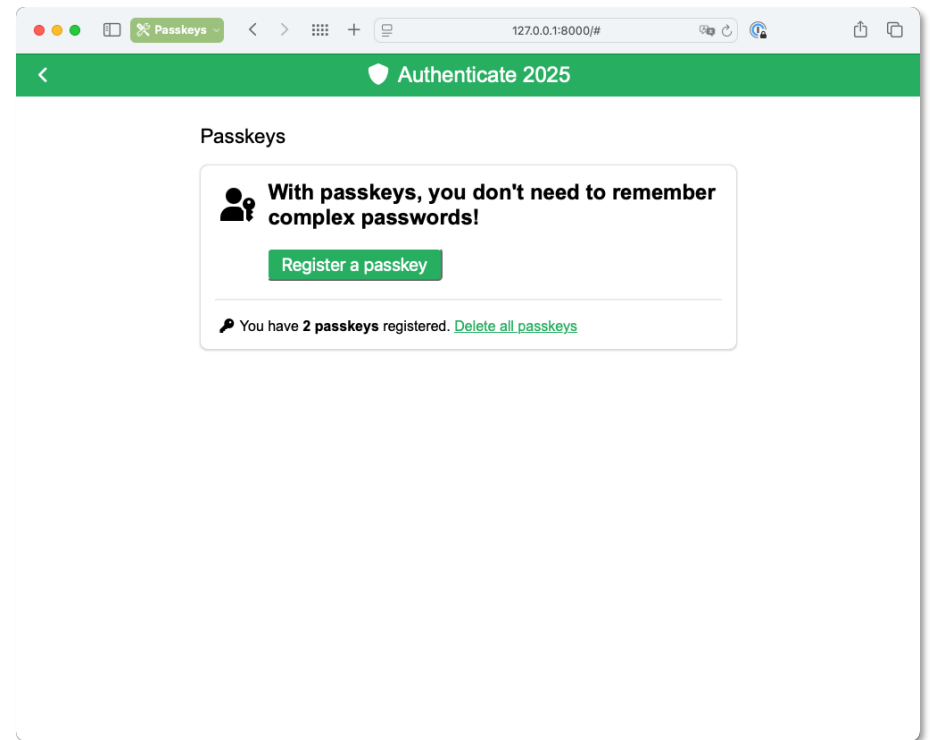 Passkeys
127.0.0.1:8000/#
Authenticate 2025
Passkeys
With passkeys, you don't need to remember
complex passwords!
Register a passkey
You have 2 passkeys registered. Delete all passkeys